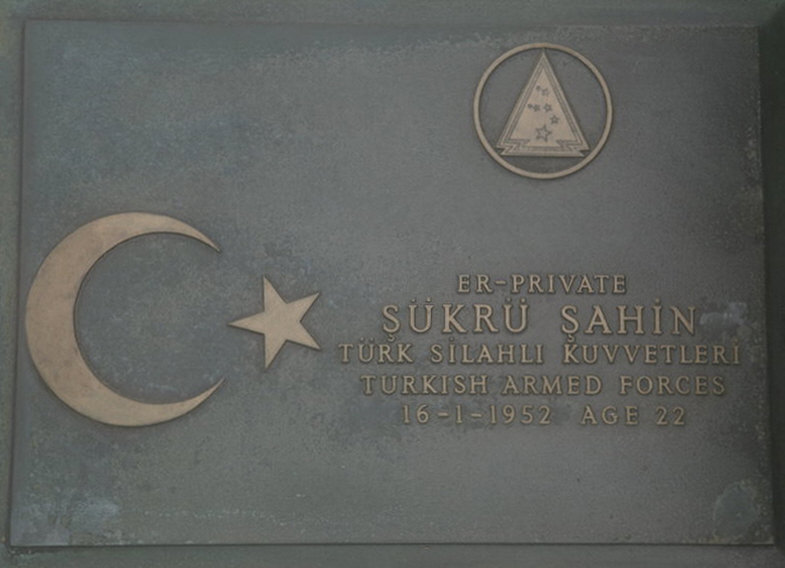 ER-PRIVATE
ŞÜKRÜ ŞAHİN
TÜRK SİLAHLI KUVVETLERİ
TURKISH ARMED FORCES
16-1-1952 AGE 22